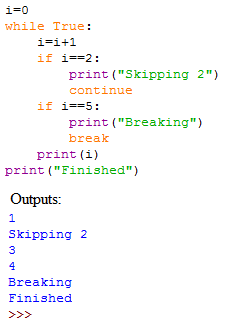 i=0
while True:
    i=i+1
    if i==2:
        print("Skipping 2")
        continue
    if i==5:
        print("Breaking")
        break
    print(i)
print("Finished")
Outputs:
1
Skipping 2
3
4
Breaking
Finished
>>>